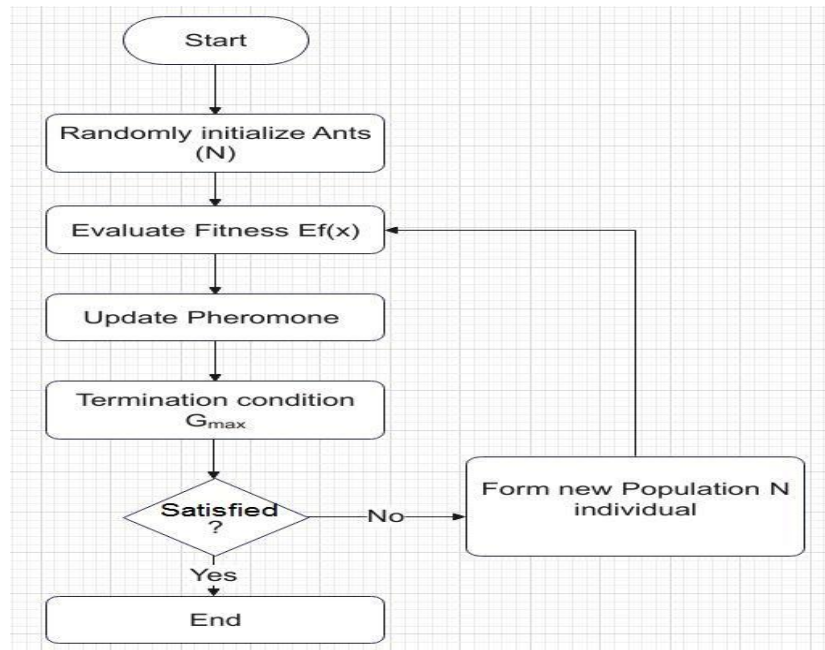 Start
Randomly initialize Ants
(N)
Evaluate Fitness Ef(x)
Update Pheromone
Termination condition
Gmax
Satisfied
?
No
Form new Population N
individual
Yes
End